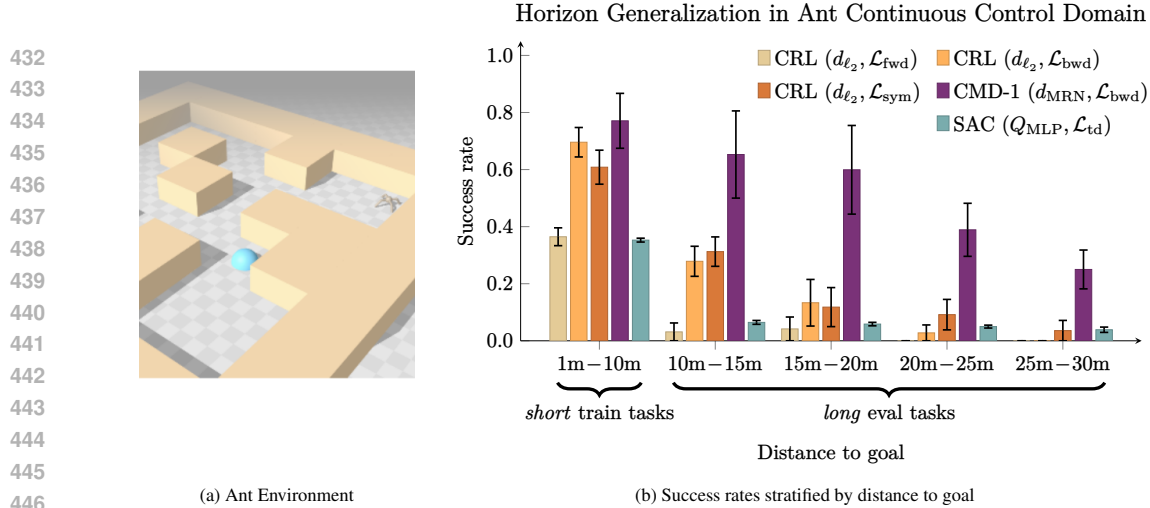 432
433
434
435
436
437
438
439
440
441
442
443
444
445
446
(a) Ant Environment
Horizon Generalization in Ant Continuous Control Domain
CRL (dℓ₂, 𝓛fwd) CRL (dℓ₂, 𝓛bwd)
CRL (dℓ₂, 𝓛sym) CMD-1 (dMRN, 𝓛bwd)
SAC (QMLP, 𝓛td)
Success rate
1.0
0.8
0.6
0.4
0.2
0.0
1m−10m 10m−15m 15m−20m 20m−25m 25m−30m
short train tasks long eval tasks
Distance to goal
(b) Success rates stratified by distance to goal